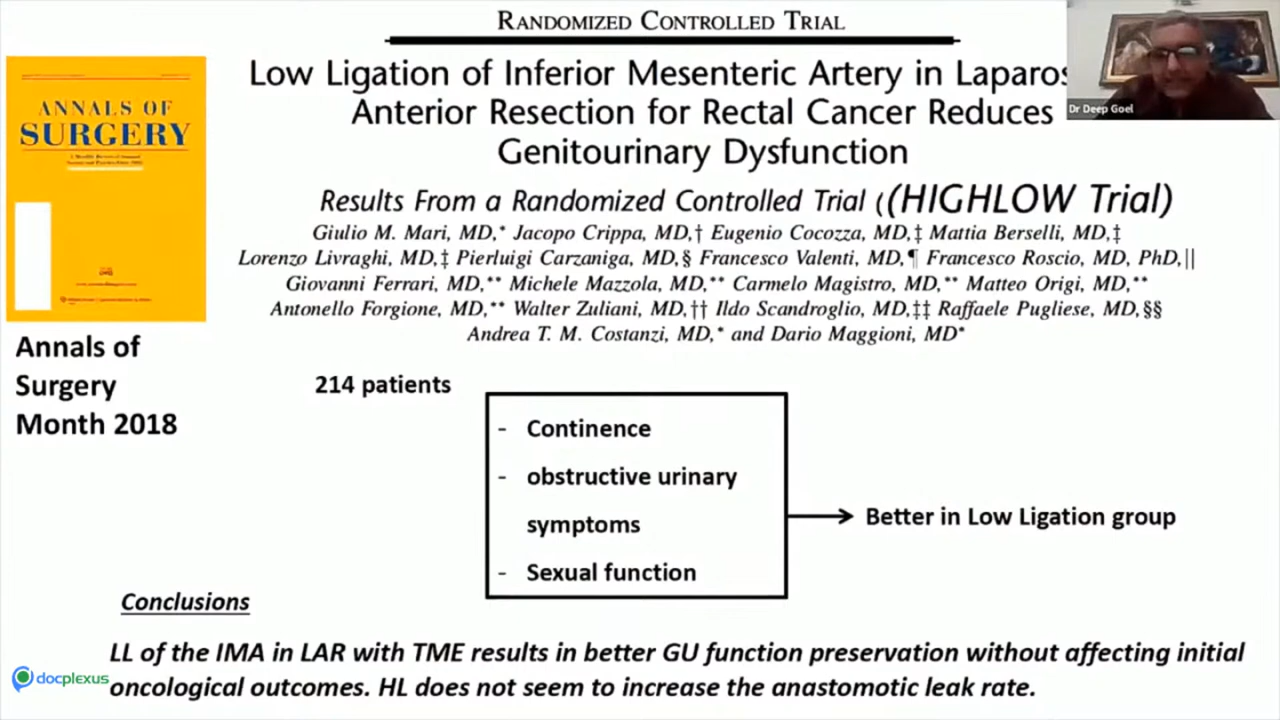 RANDOMIZED CONTROLLED TRIAL
Dr Deep Goel
ANNALS OF
SURGERY
Low Ligation of Inferior Mesenteric Artery in Laparos
Anterior Resection for Rectal Cancer Reduces
Genitourinary Dysfunction
Results From a Randomized Controlled Trial ((HIGHLOW Trial)
Giulio M. Mari, MD,* Jacopo Crippa, MD,† Eugenio Cocozza, MD,‡ Mattia Berselli, MD,‡
Lorenzo Livraghi, MD,‡ Pierluigi Carzaniga, MD,§ Francesco Valenti, MD,¶ Francesco Roscio, MD, PhD,||
Giovanni Ferrari, MD,** Michele Mazzola, MD,** Carmelo Magistro, MD,** Matteo Origi, MD,**
Antonello Forgione, MD,** Walter Zuliani, MD,†† Ildo Scandroglio, MD,‡‡ Raffaele Pugliese, MD,§§
Andrea T. M. Costanzi, MD,* and Dario Maggioni, MD*
Annals of
Surgery
Month 2018
214 patients
- Continence
- obstructive urinary
symptoms
- Sexual function
Better in Low Ligation group
Conclusions
LL of the IMA in LAR with TME results in better GU function preservation without affecting initial
oncological outcomes. HL does not seem to increase the anastomotic leak rate.
docplexus